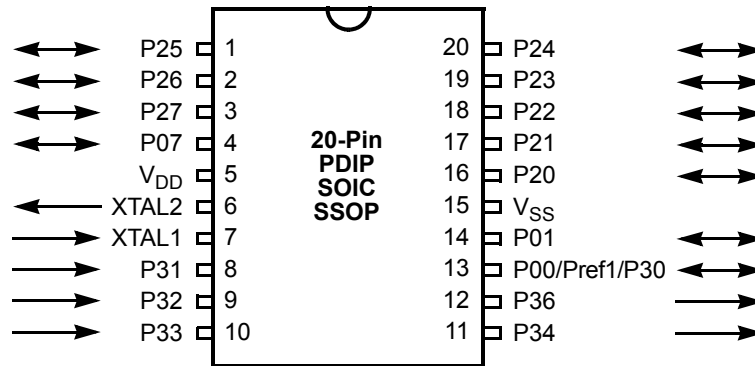 P25 1 20 P24
P26 2 19 P23
P27 3 18 P22
P07 4 20-Pin 17 P21
PDIP
VDD 5 SOIC 16 P20
XTAL2 6 SSOP 15 VSS
XTAL1 7 14 P01
P31 8 13 P00/Pref1/P30
P32 9 12 P36
P33 10 11 P34